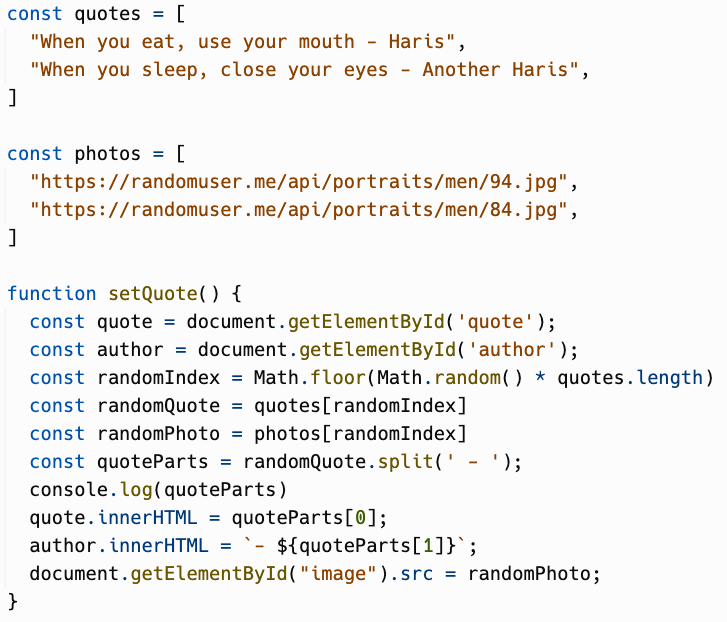 const quotes = [
  "When you eat, use your mouth - Haris",
  "When you sleep, close your eyes - Another Haris",
]

const photos = [
  "https://randomuser.me/api/portraits/men/94.jpg",
  "https://randomuser.me/api/portraits/men/84.jpg",
]

function setQuote() {
  const quote = document.getElementById('quote');
  const author = document.getElementById('author');
  const randomIndex = Math.floor(Math.random() * quotes.length)
  const randomQuote = quotes[randomIndex]
  const randomPhoto = photos[randomIndex]
  const quoteParts = randomQuote.split(' - ');
  console.log(quoteParts)
  quote.innerHTML = quoteParts[0];
  author.innerHTML = `- ${quoteParts[1]}`;
  document.getElementById("image").src = randomPhoto;
}